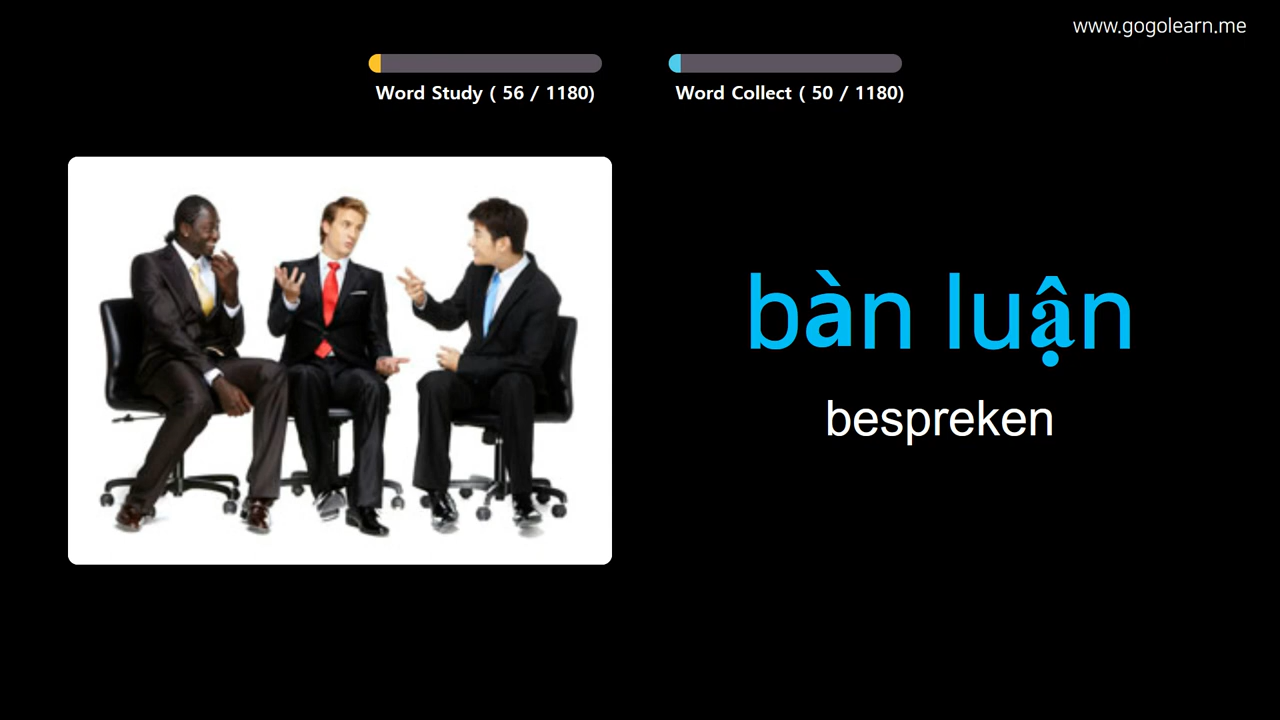 www.gogolearn.me
Word Study ( 56 / 1180)
Word Collect ( 50 / 1180)
bàn luận
bespreken